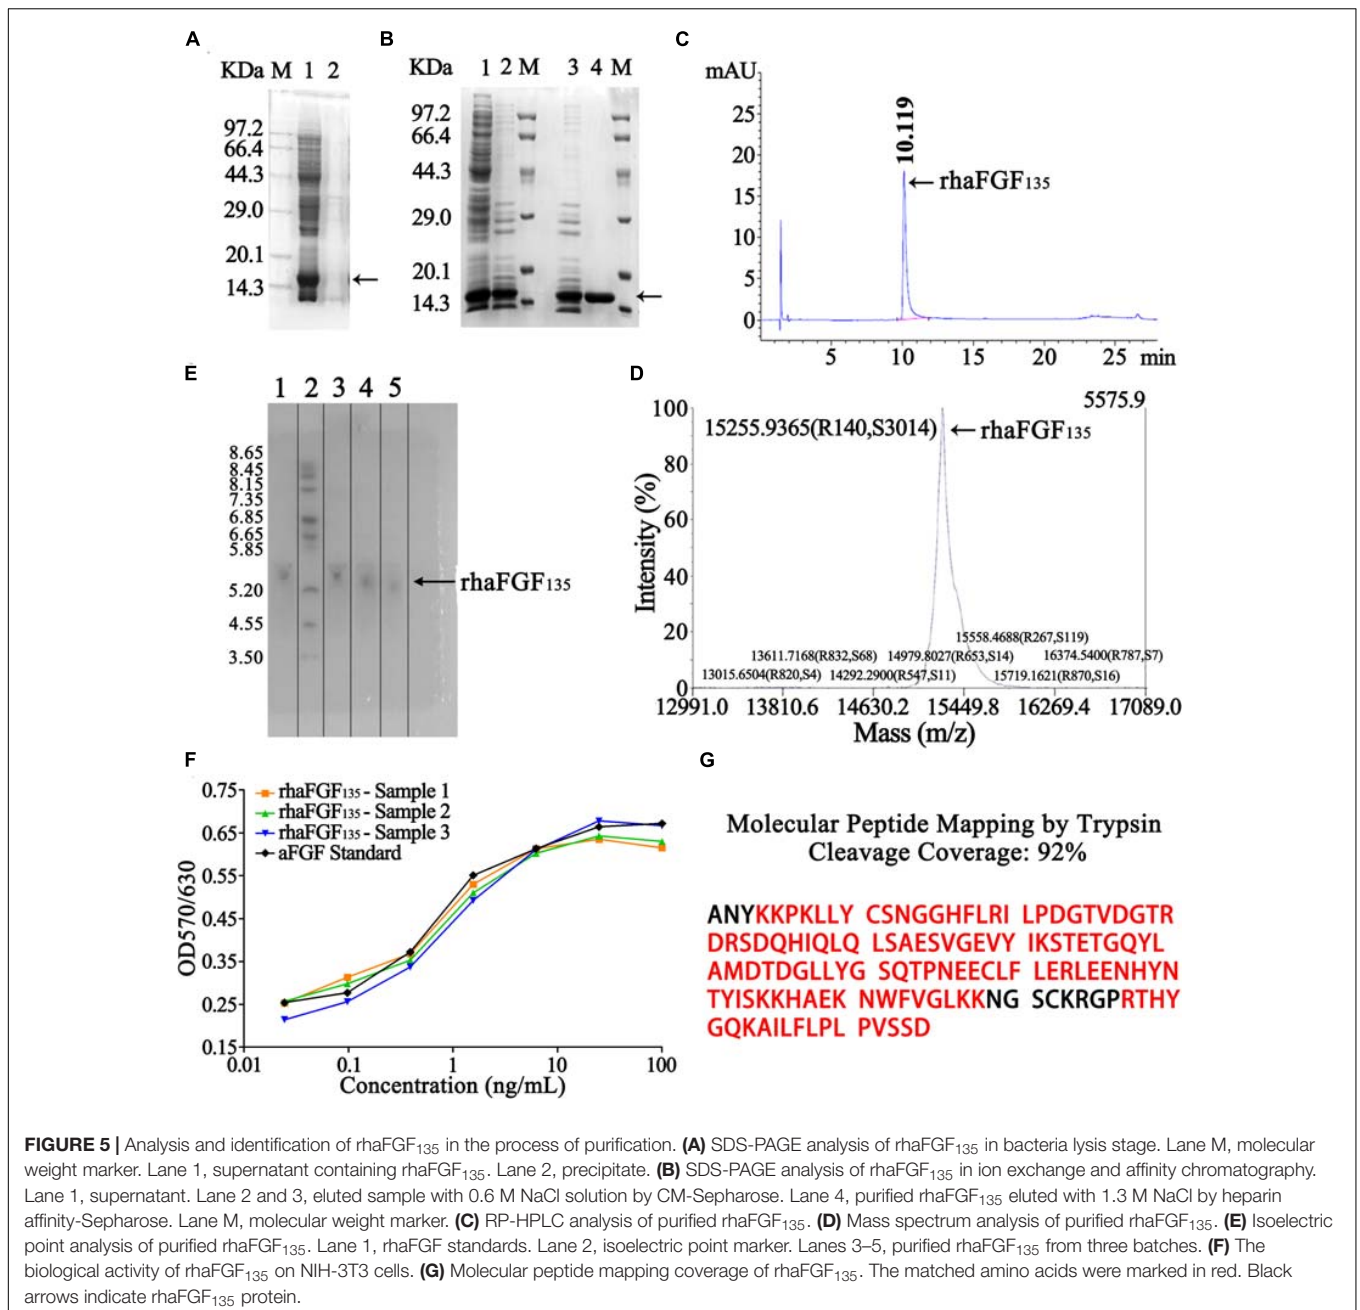 A
KDa M 1 2
97.2
66.4
44.3
29.0
20.1
14.3
B
KDa 1 2 M 3 4 M
97.2
66.4
44.3
29.0
20.1
14.3
C
mAU
25
20
15
10
5
0
10.119
rhaFGF135
5 10 15 20 25 min
E
1 2 3 4 5
8.65
8.45
8.15
7.35
6.85
6.65
5.85
5.20
4.55
3.50
rhaFGF135
D
5575.9
100
80
60
40
20
0
Intensity (%)
15255.9365(R140,S3014)
rhaFGF135
15558.4688(R267,S119)
13611.7168(R832,S68) 14979.8027(R653,S14) 16374.5400(R787,S7)
13015.6504(R820,S4) 14292.2900(R547,S11) 15719.1621(R870,S16)
12991.0 13810.6 14630.2 15449.8 16269.4 17089.0
Mass (m/z)
F
0.75
0.65
0.55
0.45
0.35
0.25
0.15
OD570/630
rhaFGF135 - Sample 1
rhaFGF135 - Sample 2
rhaFGF135 - Sample 3
aFGF Standard
0.01 0.1 1 10 100
Concentration (ng/mL)
G
Molecular Peptide Mapping by Trypsin
Cleavage Coverage: 92%
ANYKKPKLLY CSNGGHFLRI LPDGTVDGTR
DRSDQHIQLQ LSAESVGEVY IKSTETGQYL
AMDTDGLLYG SQTPNEECLF LERLEENHYN
TYISKKHAEK NWFVGLKKNG SCKRGPRTHY
GQKAILFLPL PVSSD
FIGURE 5 | Analysis and identification of rhaFGF135 in the process of purification. (A) SDS-PAGE analysis of rhaFGF135 in bacteria lysis stage. Lane M, molecular
weight marker. Lane 1, supernatant containing rhaFGF135. Lane 2, precipitate. (B) SDS-PAGE analysis of rhaFGF135 in ion exchange and affinity chromatography.
Lane 1, supernatant. Lane 2 and 3, eluted sample with 0.6 M NaCl solution by CM-Sepharose. Lane 4, purified rhaFGF135 eluted with 1.3 M NaCl by heparin
affinity-Sepharose. Lane M, molecular weight marker. (C) RP-HPLC analysis of purified rhaFGF135. (D) Mass spectrum analysis of purified rhaFGF135. (E) Isoelectric
point analysis of purified rhaFGF135. Lane 1, rhaFGF standards. Lane 2, isoelectric point marker. Lanes 3–5, purified rhaFGF135 from three batches. (F) The
biological activity of rhaFGF135 on NIH-3T3 cells. (G) Molecular peptide mapping coverage of rhaFGF135. The matched amino acids were marked in red. Black
arrows indicate rhaFGF135 protein.